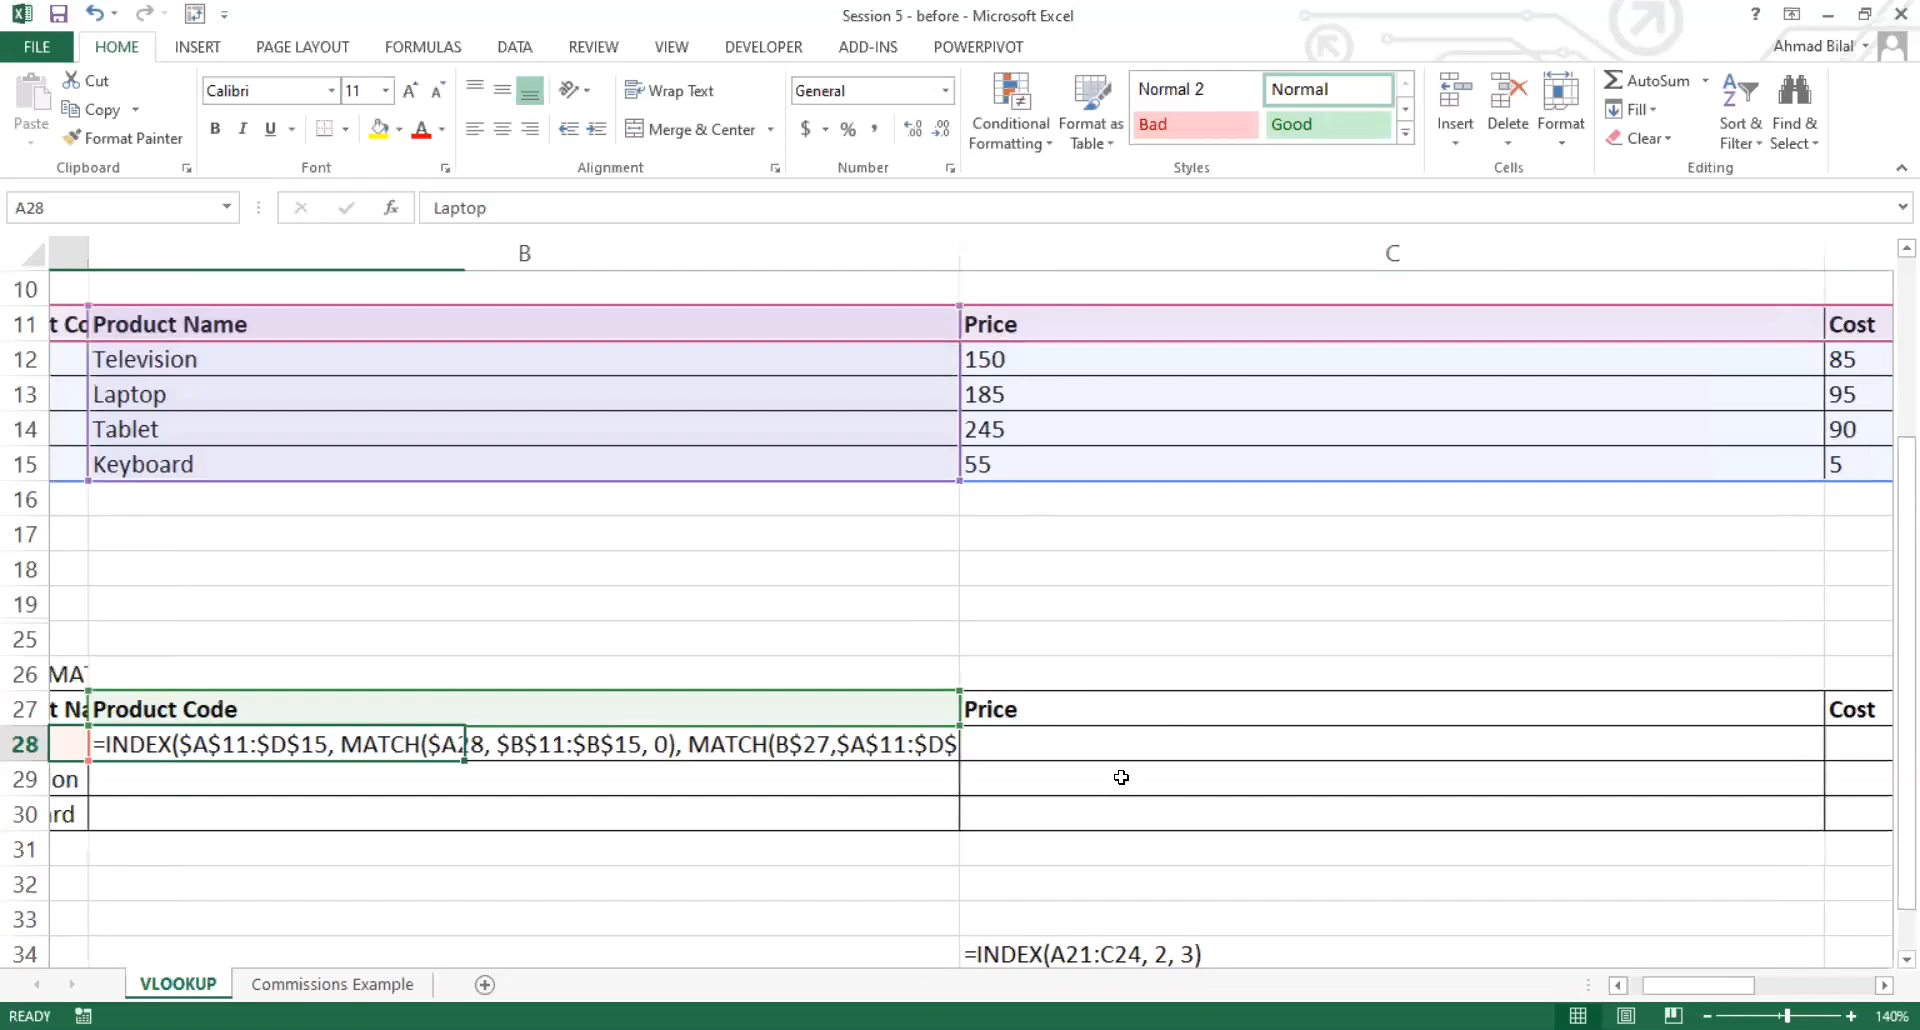 Session 5 - before - Microsoft Excel
?
FILE HOME INSERT PAGE LAYOUT FORMULAS DATA REVIEW VIEW DEVELOPER ADD-INS POWERPIVOT Ahmad Bilal
Paste
Cut
Copy
Format Painter
Clipboard
Calibri 11
B I U
Font
Wrap Text
Merge & Center
Alignment
General
$ % ,
Number
Conditional Formatting
Format as Table
Normal 2 Normal
Bad Good
Styles
Insert Delete Format
Cells
AutoSum
Fill
Clear
Sort & Filter
Find & Select
Editing
A28 fx Laptop
B C
10
11 t Co Product Name Price Cost
12 Television 150 85
13 Laptop 185 95
14 Tablet 245 90
15 Keyboard 55 5
16
17
18
19
25
26 MA
27 t Na Product Code Price Cost
28 =INDEX($A$11:$D$15, MATCH($A28, $B$11:$B$15, 0), MATCH(B$27,$A$11:$D$
29 on
30 rd
31
32
33
34 =INDEX(A21:C24, 2, 3)
VLOOKUP Commissions Example
READY 140%